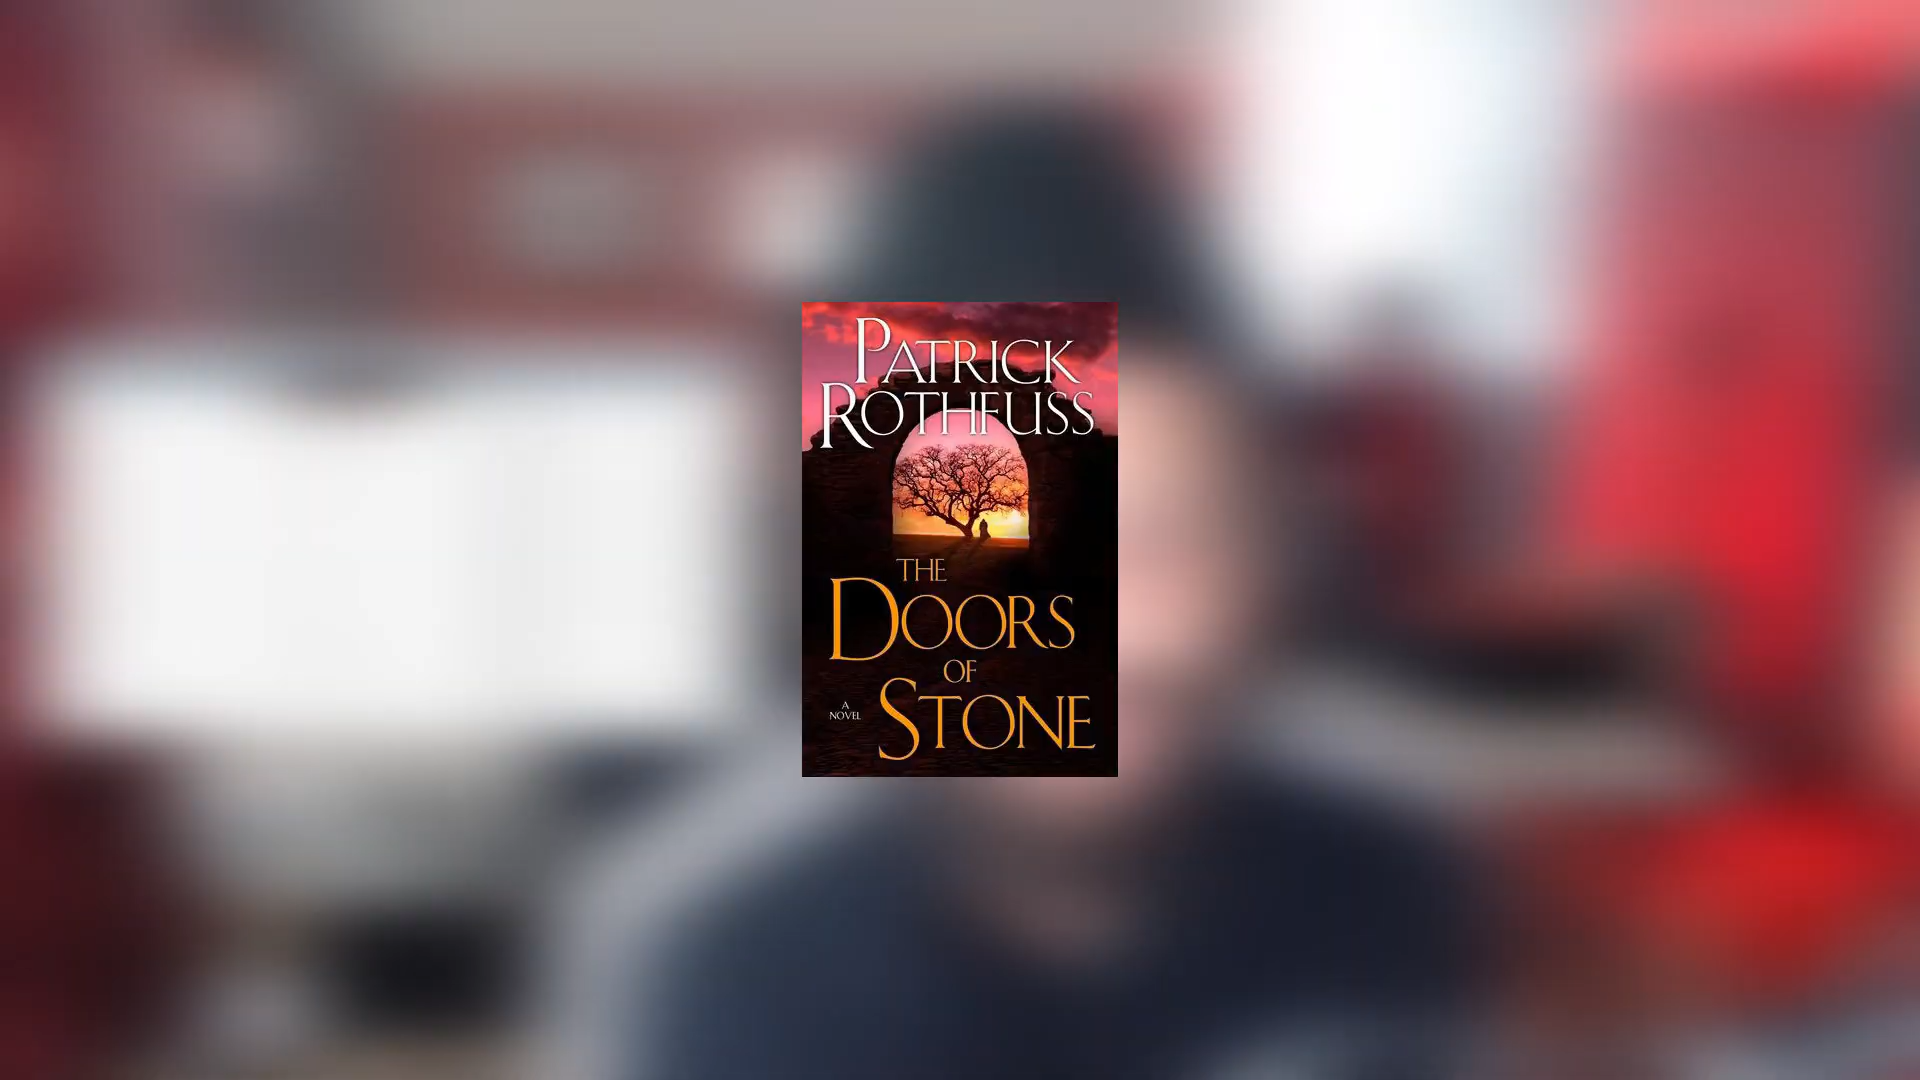 PATRICK
ROTHFUSS
THE
DOORS
OF
A
NOVEL
STONE